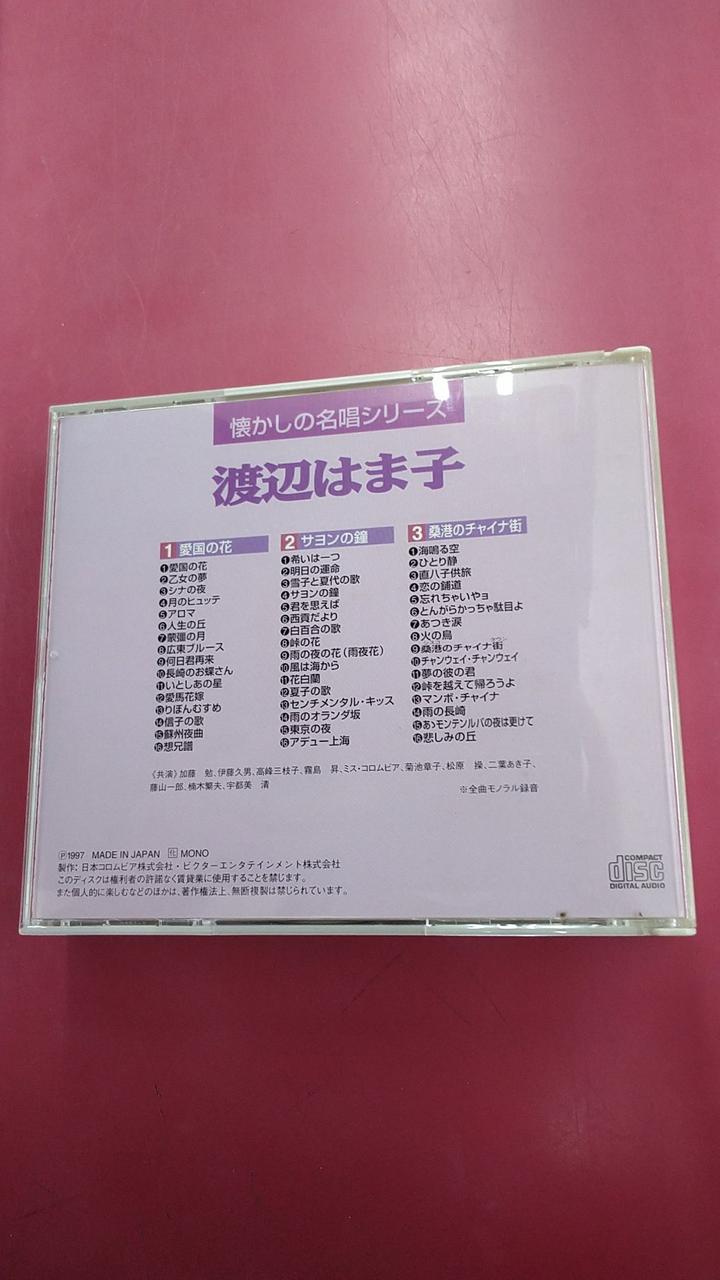 懐かしの名唱シリーズ
渡辺はま子
1 愛国の花
❶愛国の花
❷乙女の夢
❸シナの夜
❹月のヒュッテ
❺アロマ
❻人生の丘
❼蒙彊の月
❽広東ブルース
❾何日君再来
❿長崎のお蝶さん
⓫いとしあの星
⓬愛馬花嫁
⓭りぼんむすめ
⓮信子の歌
⓯蘇州夜曲
⓰想兄譜
2 サヨンの鐘
❶希いは一つ
❷明日の運命
❸雪子と夏代の歌
❹サヨンの鐘
❺君を思えば
❻西貢だより
❼白百合の歌
❽峠の花
❾雨の夜の花(雨夜花)
❿風は海から
⓫花白蘭
⓬夏子の歌
⓭センチメンタル・キッス
⓮雨のオランダ坂
⓯東京の夜
⓰アデュー上海
3 桑港のチャイナ街
❶海鳴る空
❷ひとり静
❸直八子供旅
❹恋の鋪道
❺忘れちゃいやョ
❻とんがらかっちゃ駄目よ
❼あつき涙
❽火の鳥
❾桑港のチャイナ街
❿チャンウェイ・チャンウェイ
⓫夢の彼の君
⓬峠を越えて帰ろうよ
⓭マンボ・チャイナ
⓮雨の長崎
⓯あゝモンテンルパの夜は更けて
⓰悲しみの丘
《共演》加藤 勉、伊藤久男、高峰三枝子、霧島 昇、ミス・コロムビア、菊池章子、松原 操、二葉あき子、
藤山一郎、楠木繁夫、宇都美 清
※全曲モノラル録音
Ⓟ1997 MADE IN JAPAN MONO
製作:日本コロムビア株式会社・ビクターエンタテインメント株式会社
このディスクは権利者の許諾なく賃貸業に使用することを禁じます。
また個人的に楽しむなどのほかは、著作権法上、無断複製は禁じられています。
COMPACT
disc
DIGITAL AUDIO